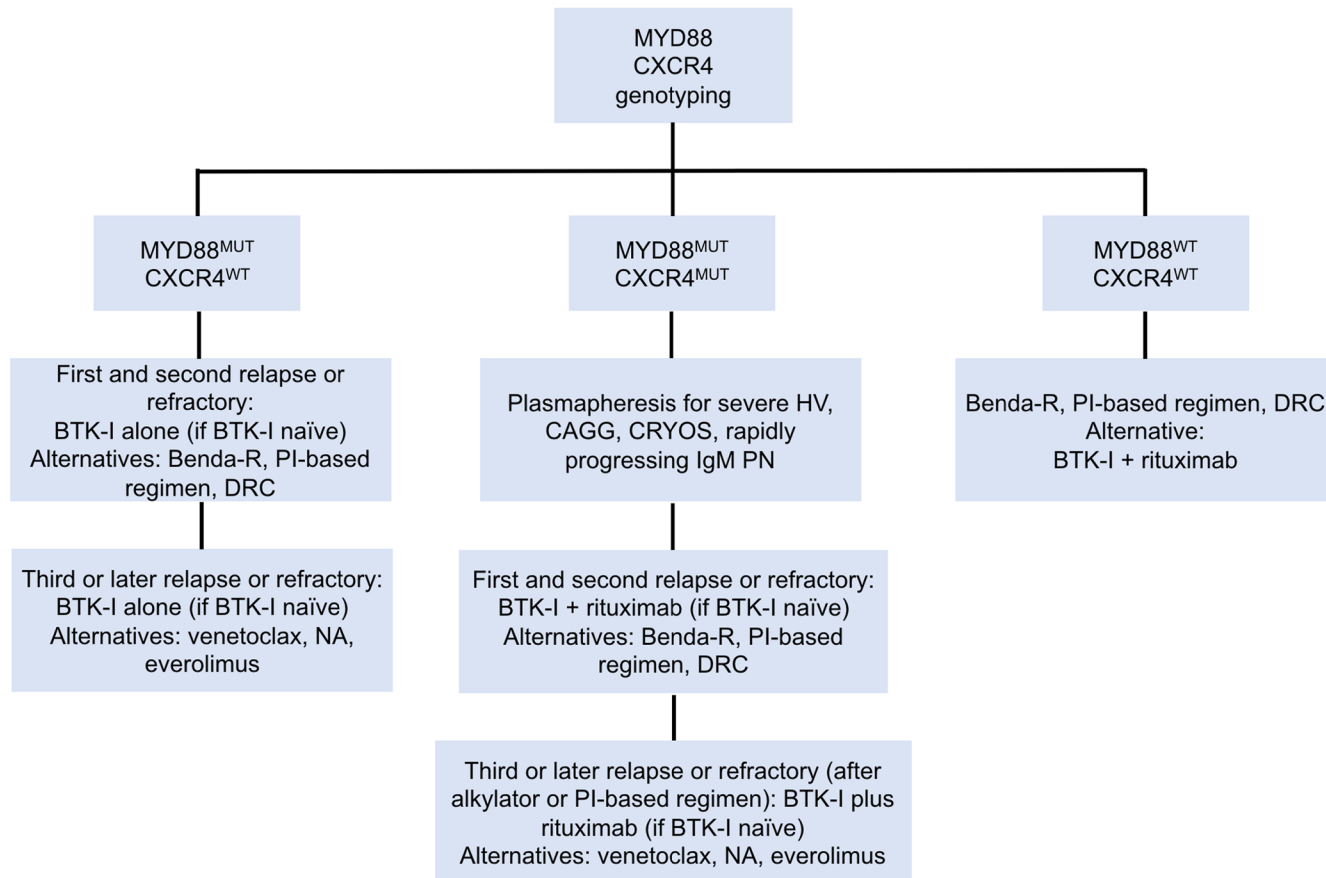 MYD88
CXCR4
genotyping
MYD88ᴹᵁᵀ
CXCR4ᵂᵀ
First and second relapse or
refractory:
BTK-I alone (if BTK-I naïve)
Alternatives: Benda-R, PI-based
regimen, DRC
Third or later relapse or refractory:
BTK-I alone (if BTK-I naïve)
Alternatives: venetoclax, NA,
everolimus
MYD88ᴹᵁᵀ
CXCR4ᴹᵁᵀ
Plasmapheresis for severe HV,
CAGG, CRYOS, rapidly
progressing IgM PN
First and second relapse or refractory:
BTK-I + rituximab (if BTK-I naïve)
Alternatives: Benda-R, PI-based
regimen, DRC
Third or later relapse or refractory (after
alkylator or PI-based regimen): BTK-I plus
rituximab (if BTK-I naïve)
Alternatives: venetoclax, NA, everolimus
MYD88ᵂᵀ
CXCR4ᵂᵀ
Benda-R, PI-based regimen, DRC
Alternative:
BTK-I + rituximab